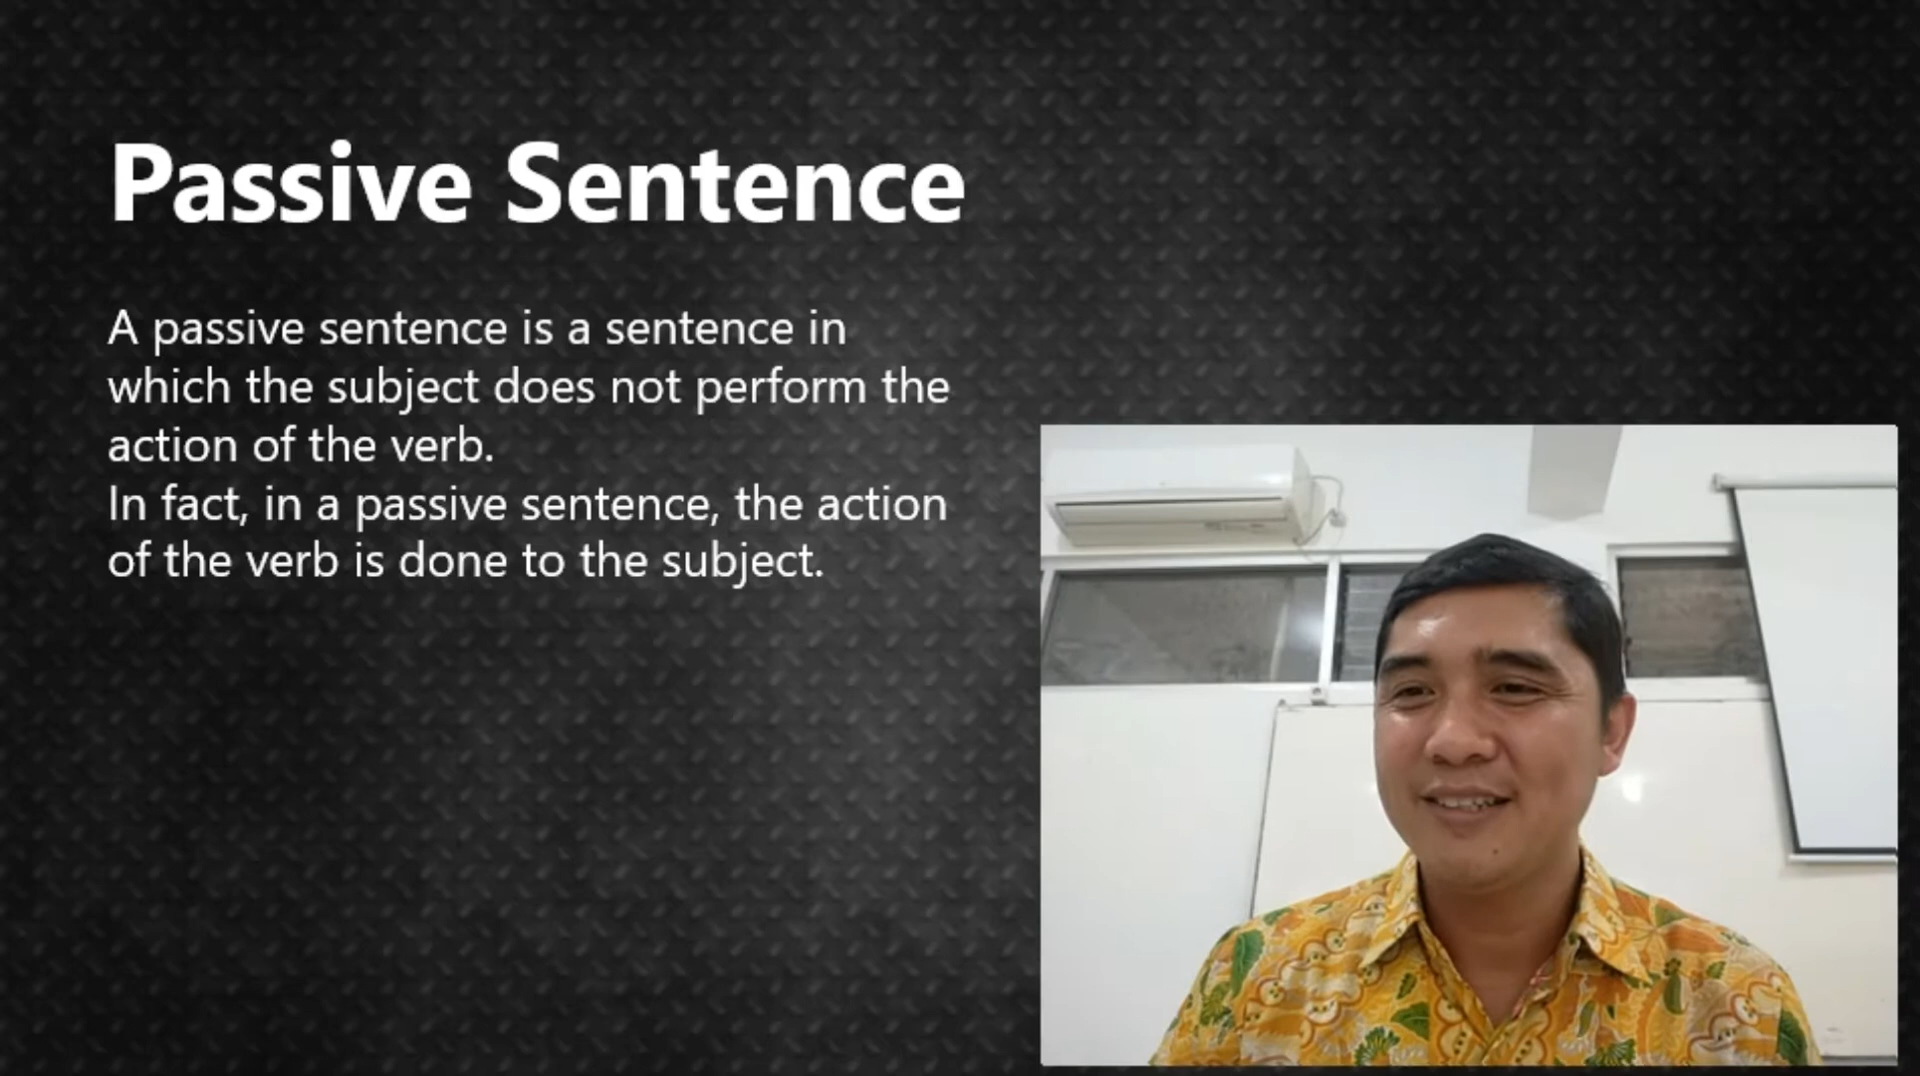 Passive Sentence
A passive sentence is a sentence in
which the subject does not perform the
action of the verb.
In fact, in a passive sentence, the action
of the verb is done to the subject.